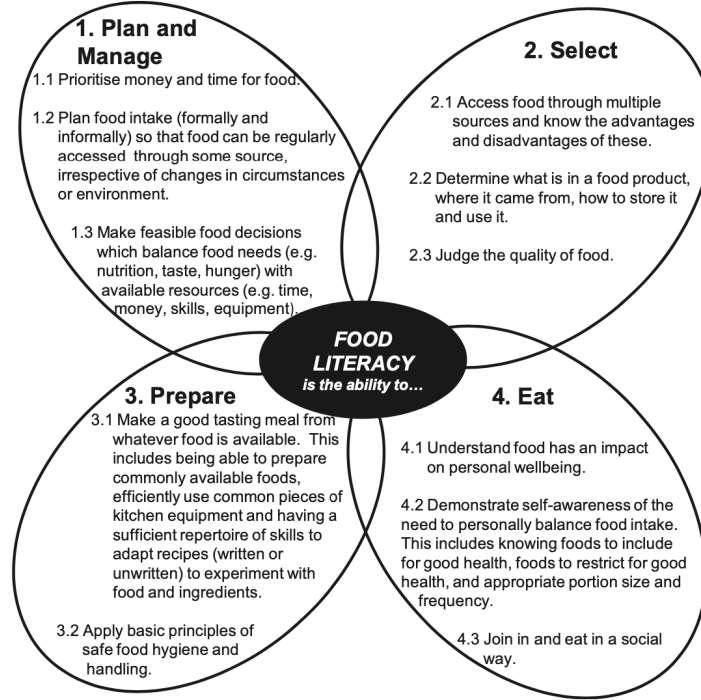 1. Plan and
Manage
1.1 Prioritise money and time for food.
1.2 Plan food intake (formally and
informally) so that food can be regularly
accessed through some source,
irrespective of changes in circumstances
or environment.
1.3 Make feasible food decisions
which balance food needs (e.g.
nutrition, taste, hunger) with
available resources (e.g. time,
money, skills, equipment).
2. Select
2.1 Access food through multiple
sources and know the advantages
and disadvantages of these.
2.2 Determine what is in a food product,
where it came from, how to store it
and use it.
2.3 Judge the quality of food.
FOOD
LITERACY
is the ability to…
3. Prepare
3.1 Make a good tasting meal from
whatever food is available. This
includes being able to prepare
commonly available foods,
efficiently use common pieces of
kitchen equipment and having a
sufficient repertoire of skills to
adapt recipes (written or
unwritten) to experiment with
food and ingredients.
3.2 Apply basic principles of
safe food hygiene and
handling.
4. Eat
4.1 Understand food has an impact
on personal wellbeing.
4.2 Demonstrate self-awareness of the
need to personally balance food intake.
This includes knowing foods to include
for good health, foods to restrict for good
health, and appropriate portion size and
frequency.
4.3 Join in and eat in a social
way.